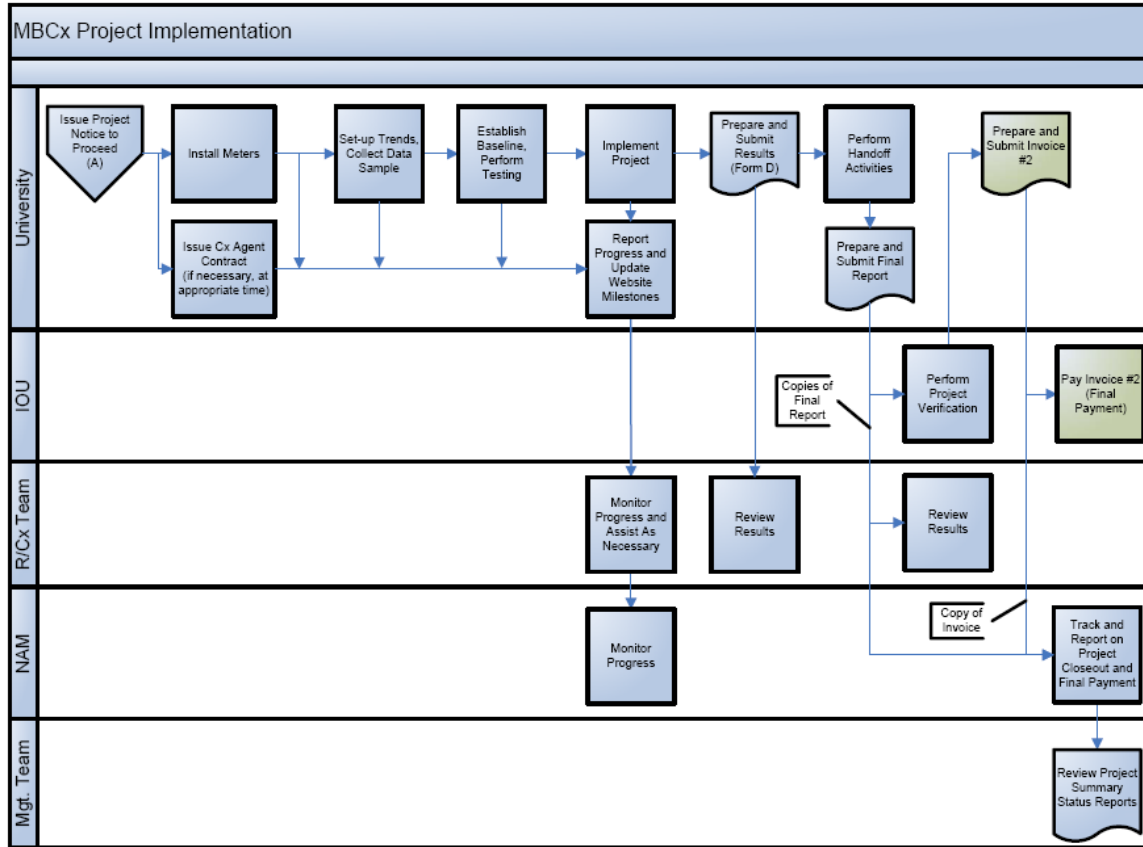 MBCx Project Implementation
University
Issue Project
Notice to
Proceed
(A)
Install Meters
Set-up Trends,
Collect Data
Sample
Establish
Baseline,
Perform
Testing
Implement
Project
Prepare and
Submit
Results
(Form D)
Perform
Handoff
Activities
Prepare and
Submit Invoice
#2
Issue Cx Agent
Contract
(if necessary, at
appropriate time)
Report
Progress and
Update
Website
Milestones
Prepare and
Submit Final
Report
IOU
Copies of
Final
Report
Perform
Project
Verification
Pay Invoice #2
(Final
Payment)
R/Cx Team
Monitor
Progress and
Assist As
Necessary
Review
Results
Review
Results
NAM
Monitor
Progress
Copy of
Invoice
Track and
Report on
Project
Closeout and
Final Payment
Mgt. Team
Review Project
Summary
Status Reports